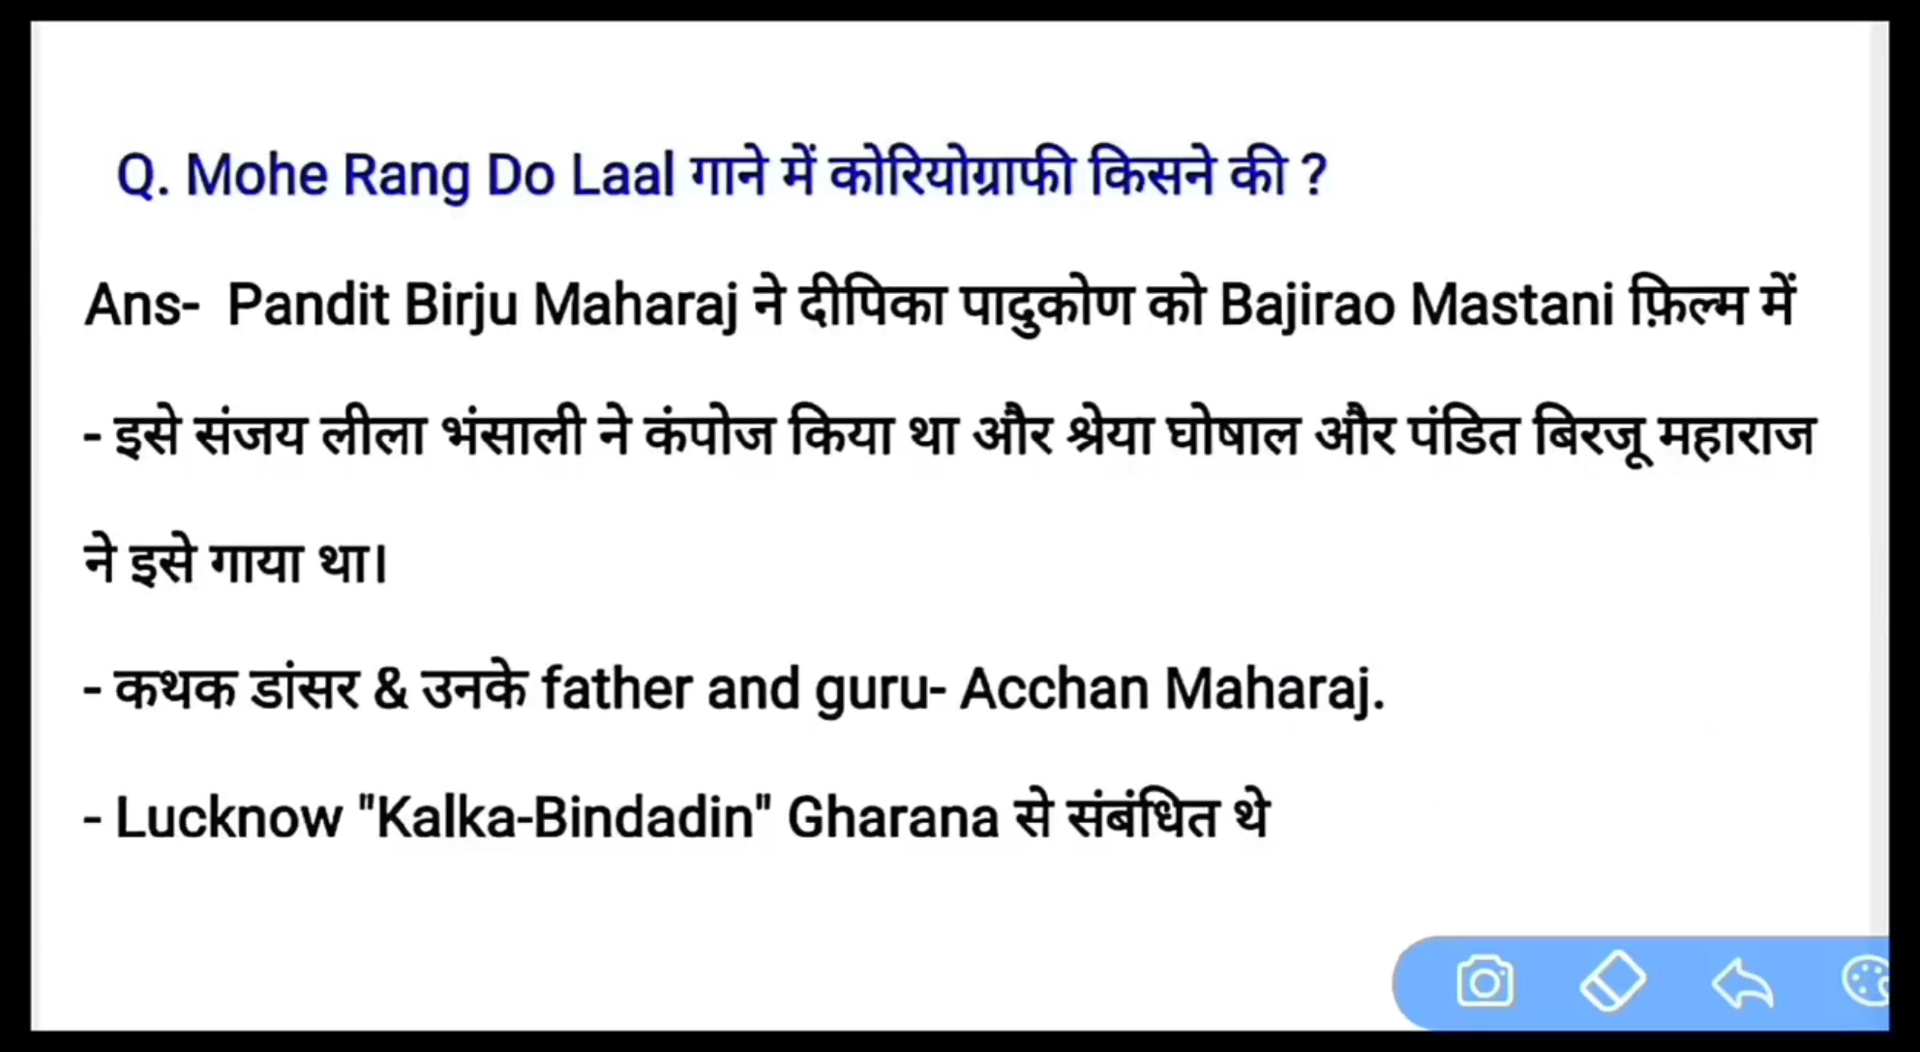 Q. Mohe Rang Do Laal गाने में कोरियोग्राफी किसने की ?
Ans- Pandit Birju Maharaj ने दीपिका पादुकोण को Bajirao Mastani फ़िल्म में
- इसे संजय लीला भंसाली ने कंपोज किया था और श्रेया घोषाल और पंडित बिरजू महाराज
ने इसे गाया था।
- कथक डांसर & उनके father and guru- Acchan Maharaj.
- Lucknow "Kalka-Bindadin" Gharana से संबंधित थे